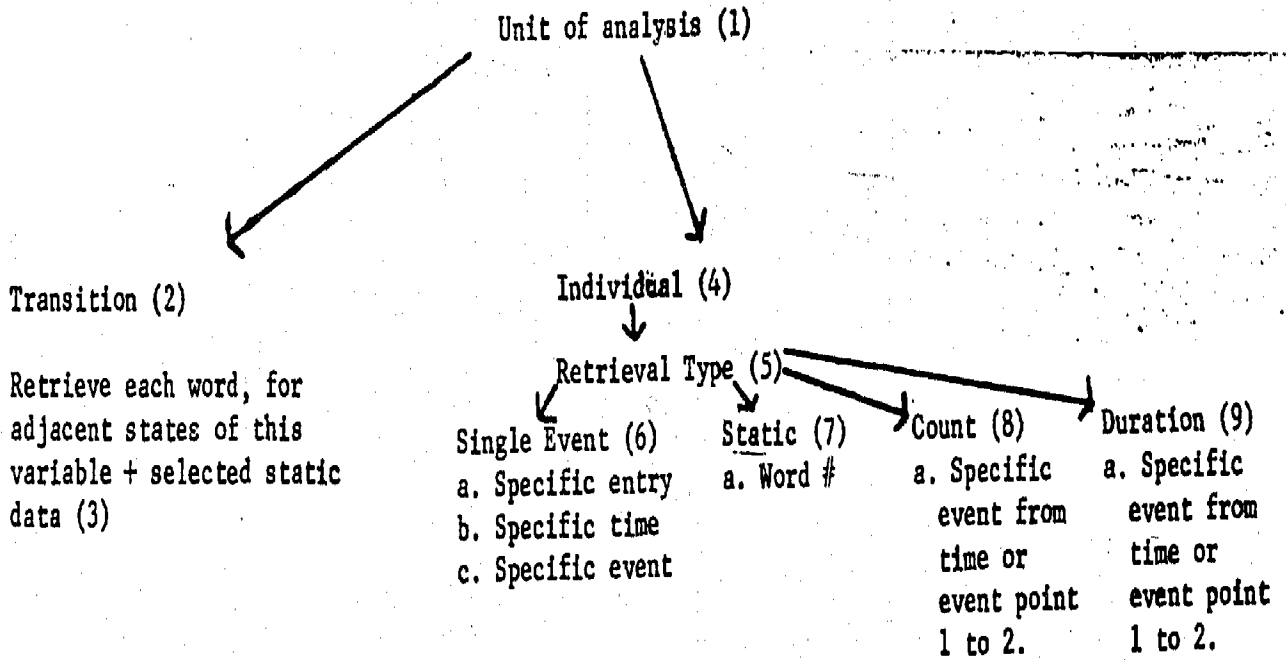 Unit of analysis (1)
Transition (2)
Retrieve each word, for
adjacent states of this
variable + selected static
data (3)
Individual (4)
Retrieval Type (5)
Single Event (6)
a. Specific entry
b. Specific time
c. Specific event
Static (7)
a. Word #
Count (8)
a. Specific
event from
time or
event point
1 to 2.
Duration (9)
a. Specific
event from
time or
event point
1 to 2.